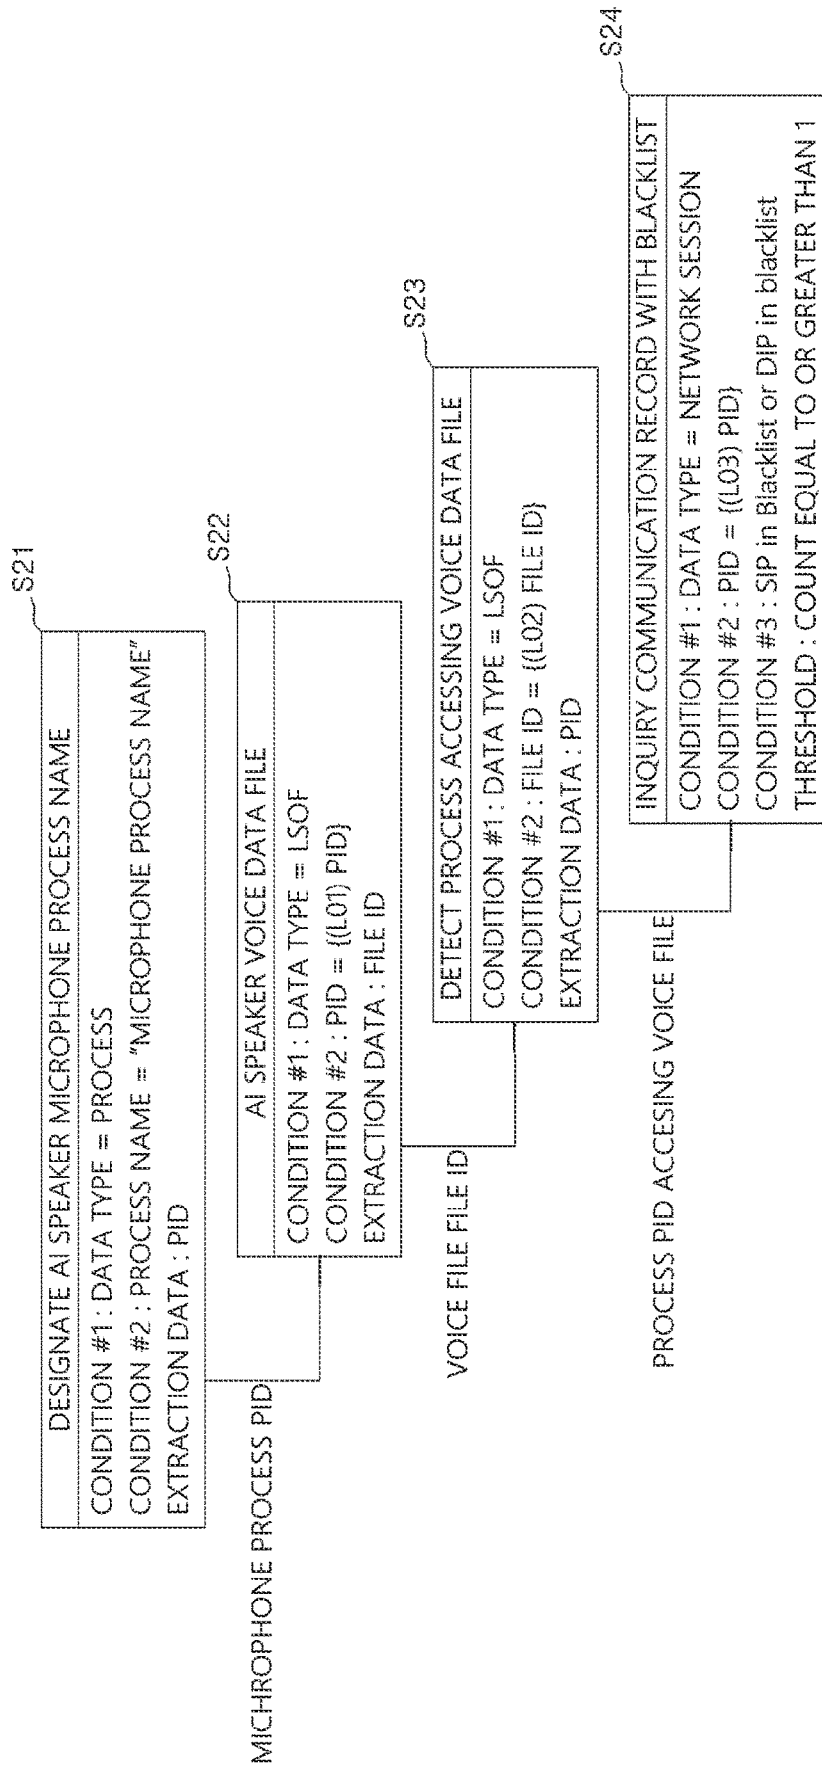 S21
DESIGNATE AI SPEAKER MICROPHONE PROCESS NAME
CONDITION #1 : DATA TYPE = PROCESS
CONDITION #2 : PROCESS NAME = "MICROPHONE PROCESS NAME"
EXTRACTION DATA : PID
MICHROPHONE PROCESS PID
S22
AI SPEAKER VOICE DATA FILE
CONDITION #1 : DATA TYPE = LSOF
CONDITION #2 : PID = {(L01) PID}
EXTRACTION DATA : FILE ID
VOICE FILE FILE ID
S23
DETECT PROCESS ACCESSING VOICE DATA FILE
CONDITION #1 : DATA TYPE = LSOF
CONDITION #2 : FILE ID = {(L02) FILE ID}
EXTRACTION DATA : PID
PROCESS PID ACCESING VOICE FILE
S24
INQUIRY COMMUNICATION RECORD WITH BLACKLIST
CONDITION #1 : DATA TYPE = NETWORK SESSION
CONDITION #2 : PID = {(L03) PID}
CONDITION #3 : SIP in Blacklist or DIP in blacklist
THRESHOLD : COUNT EQUAL TO OR GREATER THAN 1